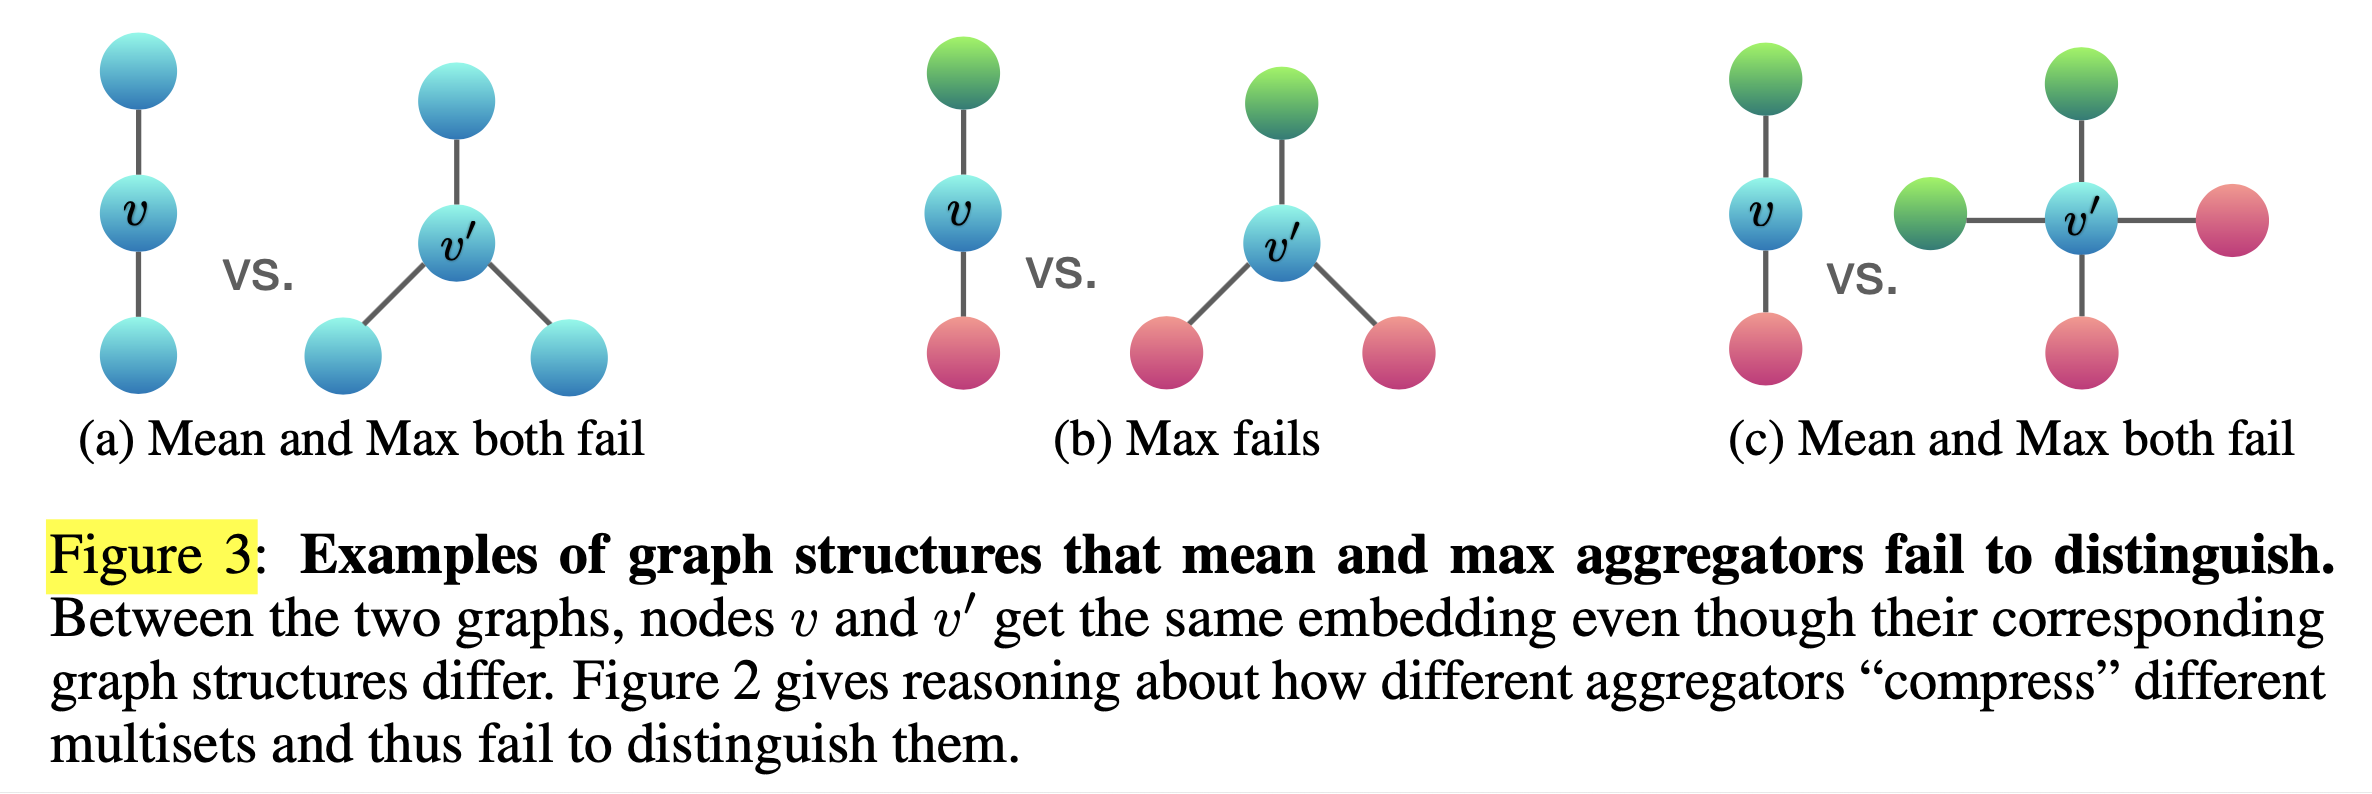 v
vs.
v′
(a) Mean and Max both fail
v
vs.
v′
(b) Max fails
v
vs.
v′
(c) Mean and Max both fail
Figure 3: Examples of graph structures that mean and max aggregators fail to distinguish.
Between the two graphs, nodes v and v′ get the same embedding even though their corresponding
graph structures differ. Figure 2 gives reasoning about how different aggregators “compress” different
multisets and thus fail to distinguish them.